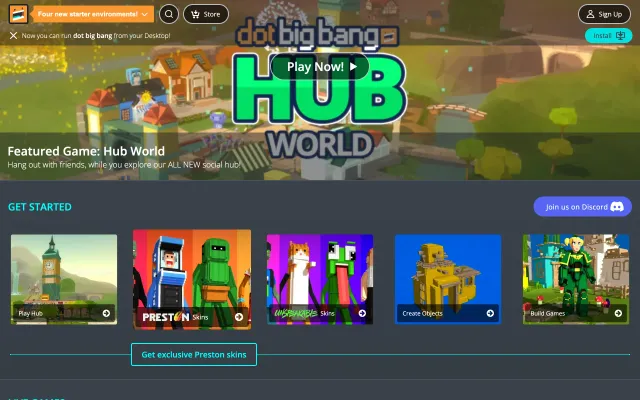 Four new starter environments!
Store
Sign Up
Now you can run dot big bang from your Desktop!
Install
dot big bang
HUB
WORLD
Play Now!
Featured Game: Hub World
Hang out with friends, while you explore our ALL NEW social hub!
GET STARTED
Join us on Discord
Play Hub
PRESTON Skins
UNSPEAKABLE Skins
Create Objects
Build Games
Get exclusive Preston skins